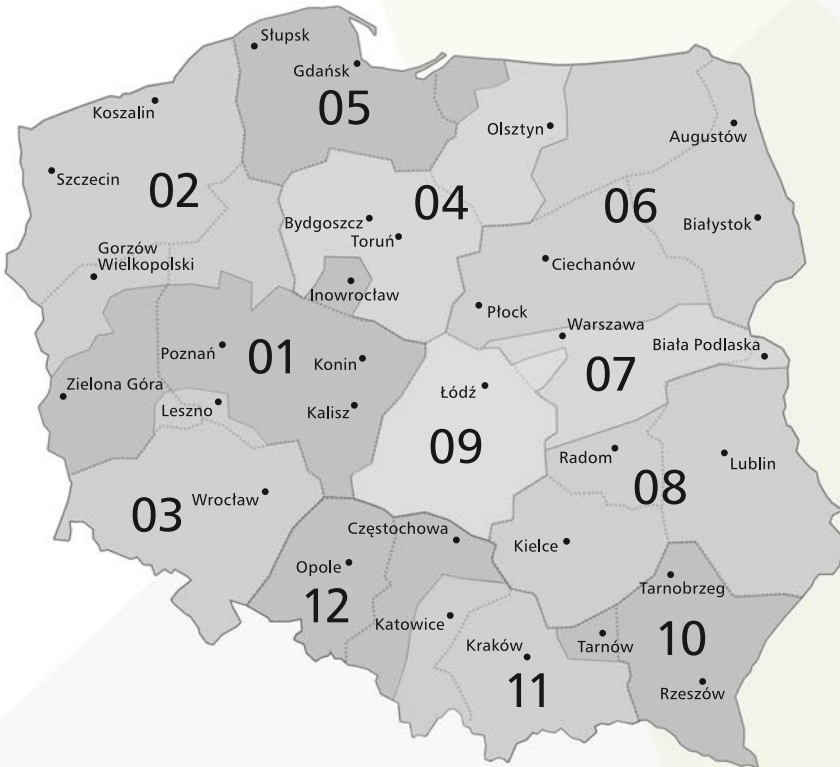 Słupsk
Gdańsk
05
Koszalin
Olsztyn
Augustów
Szczecin
02
04
06
Bydgoszcz
Toruń
Białystok
Gorzów
Wielkopolski
Ciechanów
Inowrocław
Płock
Warszawa
Poznań
01
Konin
07
Biała Podlaska
Zielona Góra
Leszno
Kalisz
Łódź
09
Radom
08
Lublin
03
Wrocław
Częstochowa
Kielce
Opole
12
Katowice
Tarnobrzeg
Kraków
Tarnów
10
11
Rzeszów